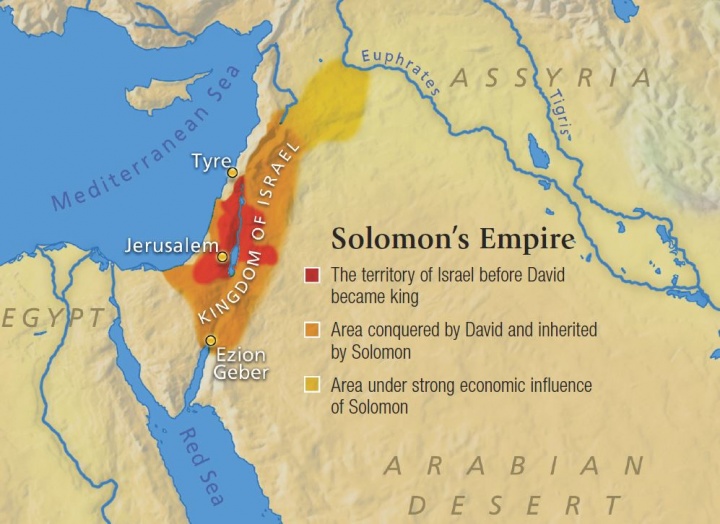 Euphrates
ASSYRIA
Tigris
Mediterranean Sea
Tyre
KINGDOM OF ISRAEL
Jerusalem
Solomon's Empire
The territory of Israel before David
became king
EGYPT
Area conquered by David and inherited
by Solomon
Ezion
Geber
Area under strong economic influence
of Solomon
Red Sea
ARABIAN
DESERT